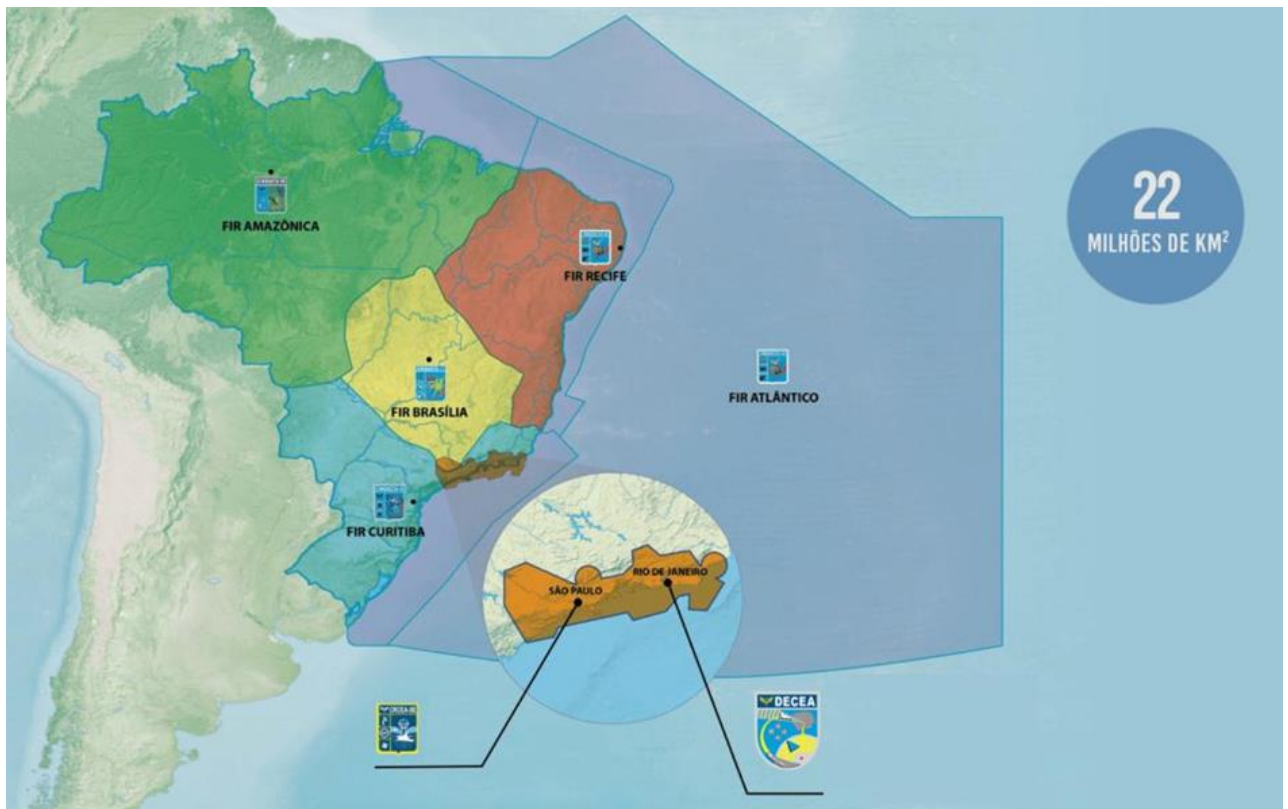 22
MILHÕES DE KM²
FIR AMAZÔNICA
FIR RECIFE
FIR ATLÂNTICO
FIR BRASÍLIA
FIR CURITIBA
RIO DE JANEIRO
SÃO PAULO
DECEA